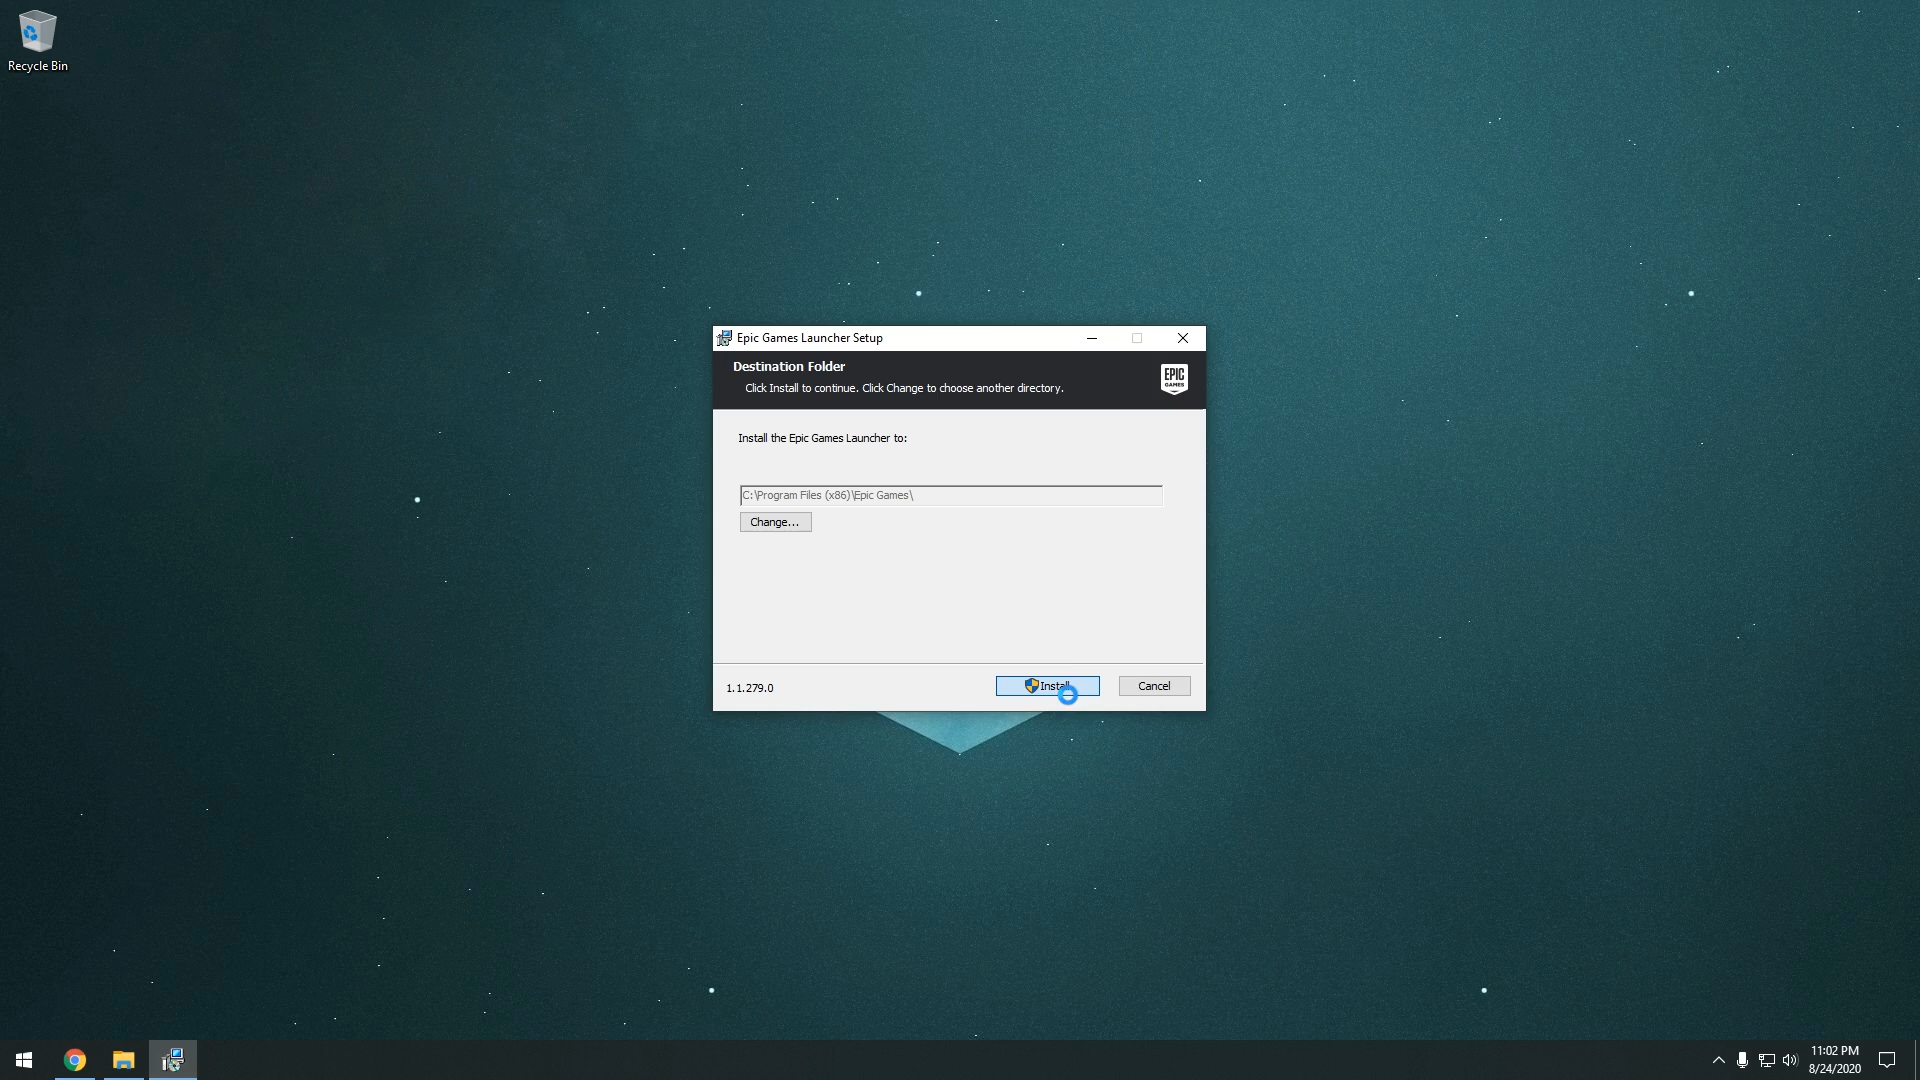 Recycle Bin
Epic Games Launcher Setup
Destination Folder
Click Install to continue. Click Change to choose another directory.
EPIC
GAMES
Install the Epic Games Launcher to:
C:\Program Files (x86)\Epic Games\
Change...
1.1.279.0
Install
Cancel
11:02 PM
8/24/2020